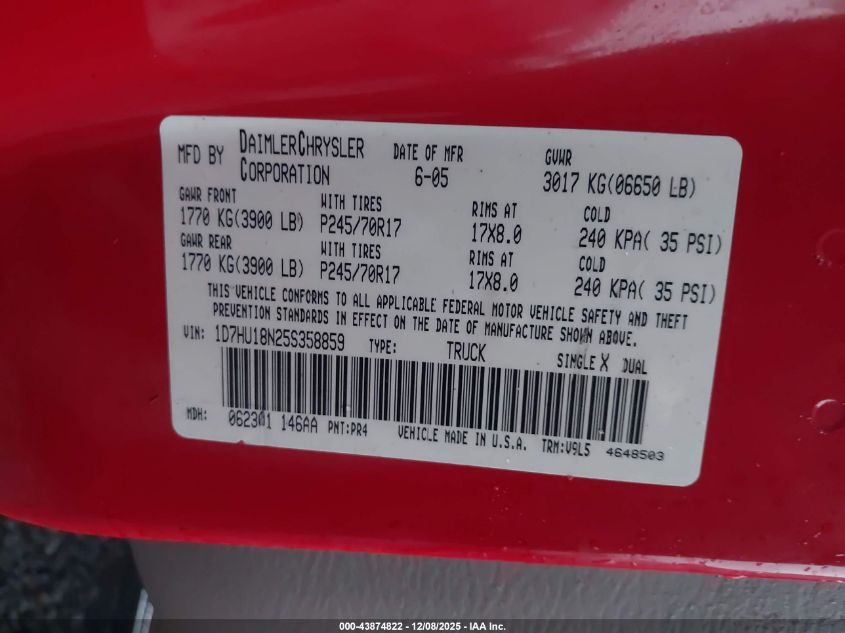 MFD BY DAIMLERCHRYSLER CORPORATION DATE OF MFR 6-05 GVWR 3017 KG(06650 LB)
GAWR FRONT WITH TIRES RIMS AT COLD
1770 KG(3900 LB) P245/70R17 17X8.0 240 KPA( 35 PSI)
GAWR REAR WITH TIRES RIMS AT COLD
1770 KG(3900 LB) P245/70R17 17X8.0 240 KPA( 35 PSI)
THIS VEHICLE CONFORMS TO ALL APPLICABLE FEDERAL MOTOR VEHICLE SAFETY AND THEFT
PREVENTION STANDARDS IN EFFECT ON THE DATE OF MANUFACTURE SHOWN ABOVE.
VIN: 1D7HU18N25S358859 TYPE: TRUCK SINGLE X DUAL
MDH: 062301 146AA PNT:PR4 VEHICLE MADE IN U.S.A. TRM:V9L5 4648503
000-43874822 | 12/08/2025 - IAA Inc.